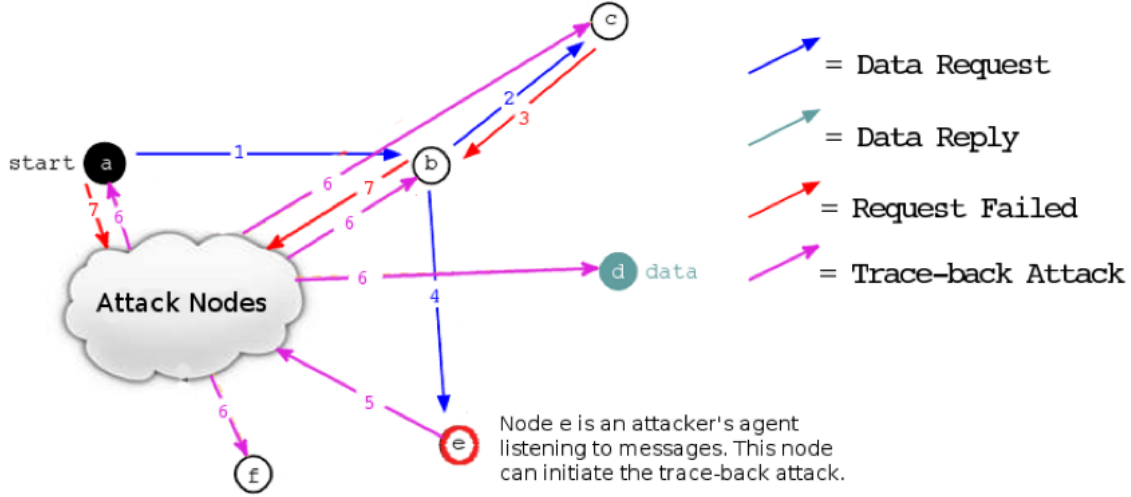 c
= Data Request
2
3
= Data Reply
1
start a
b
6
7
= Request Failed
7
6
6
6
d data
= Trace-back Attack
Attack Nodes
4
5
6
e
Node e is an attacker's agent
listening to messages. This node
can initiate the trace-back attack.
f